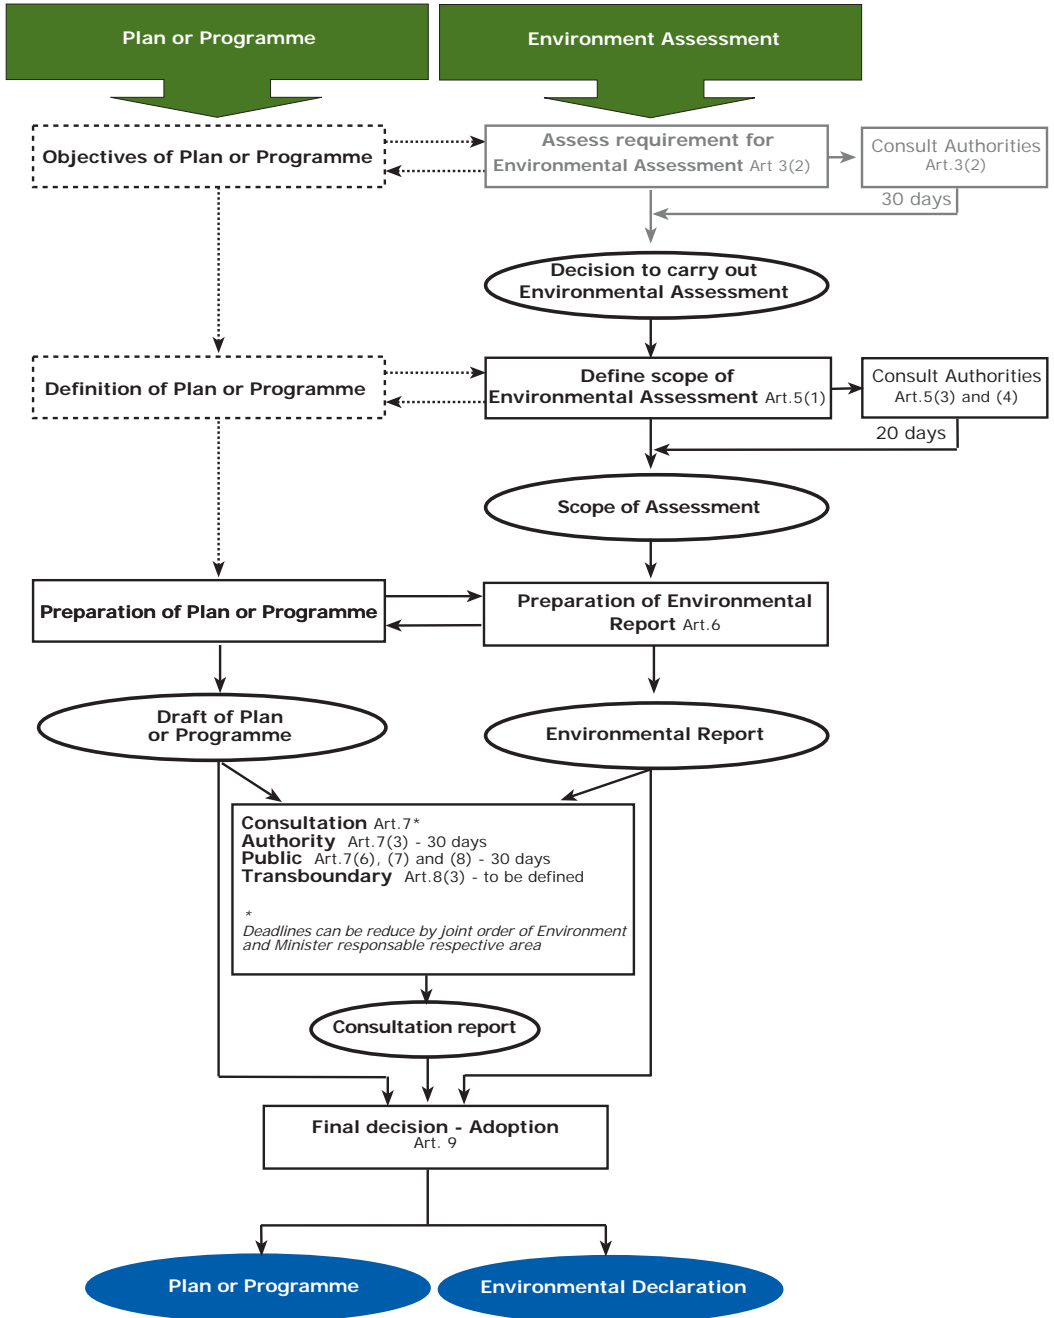 Plan or Programme
Environment Assessment
Objectives of Plan or Programme
Assess requirement for
Environmental Assessment Art 3(2)
Consult Authorities
Art.3(2)
30 days
Decision to carry out
Environmental Assessment
Definition of Plan or Programme
Define scope of
Environmental Assessment Art.5(1)
Consult Authorities
Art.5(3) and (4)
20 days
Scope of Assessment
Preparation of Plan or Programme
Preparation of Environmental
Report Art.6
Draft of Plan
or Programme
Environmental Report
Consultation Art.7*
Authority Art.7(3) - 30 days
Public Art.7(6), (7) and (8) - 30 days
Transboundary Art.8(3) - to be defined
*
Deadlines can be reduce by joint order of Environment
and Minister responsable respective area
Consultation report
Final decision - Adoption
Art. 9
Plan or Programme
Environmental Declaration